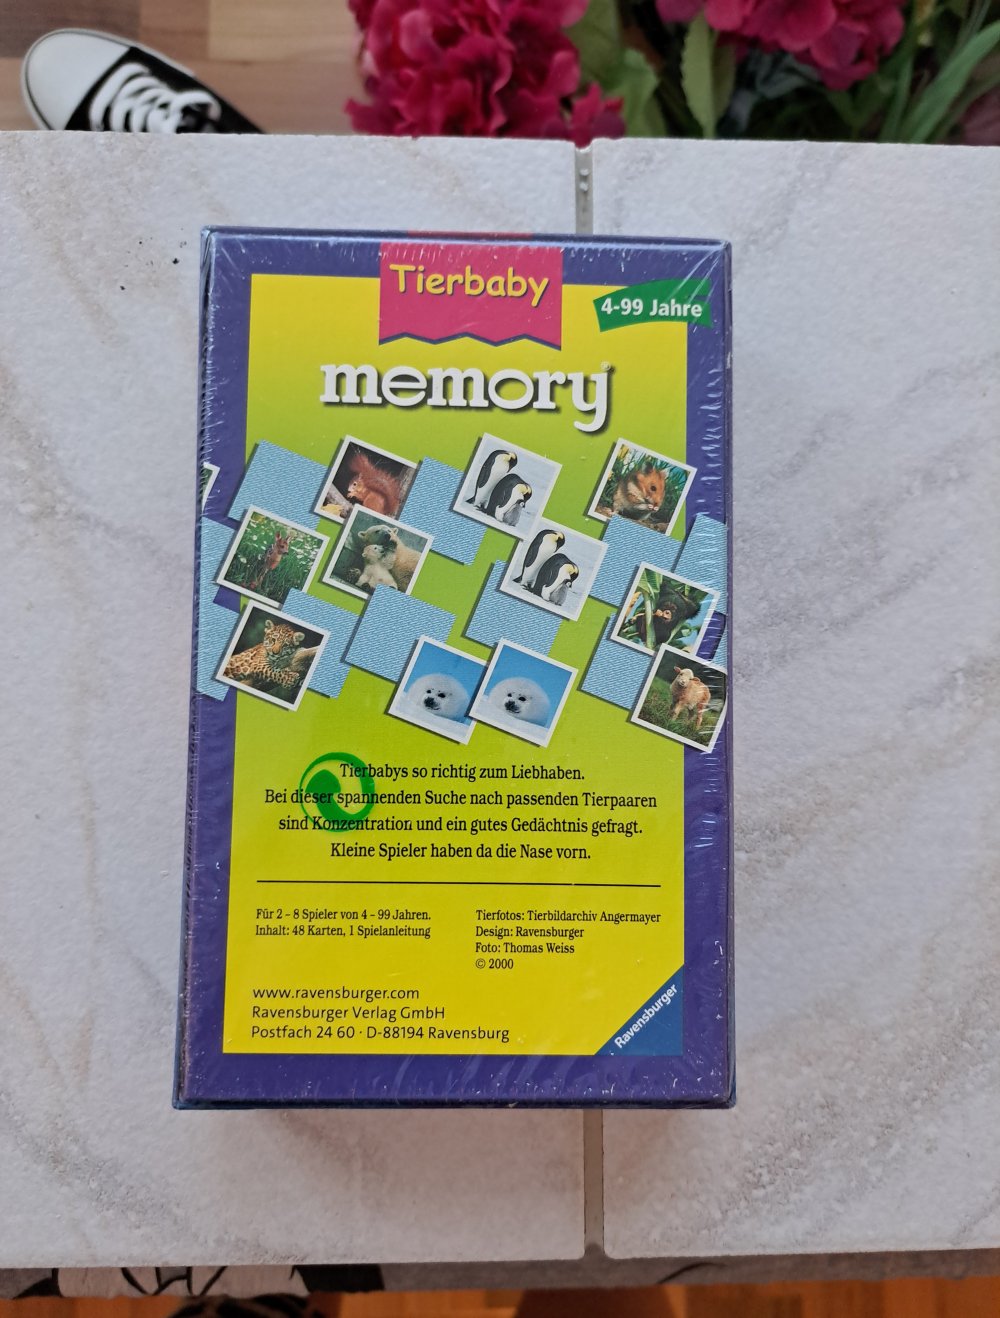 Tierbaby
4-99 Jahre
memory®
Tierbabys so richtig zum Liebhaben.
Bei dieser spannenden Suche nach passenden Tierpaaren
sind Konzentration und ein gutes Gedächtnis gefragt.
Kleine Spieler haben da die Nase vorn.
Für 2 – 8 Spieler von 4 – 99 Jahren.
Inhalt: 48 Karten, 1 Spielanleitung
Tierfotos: Tierbildarchiv Angermayer
Design: Ravensburger
Foto: Thomas Weiss
© 2000
www.ravensburger.com
Ravensburger Verlag GmbH
Postfach 24 60 · D-88194 Ravensburg
Ravensburger